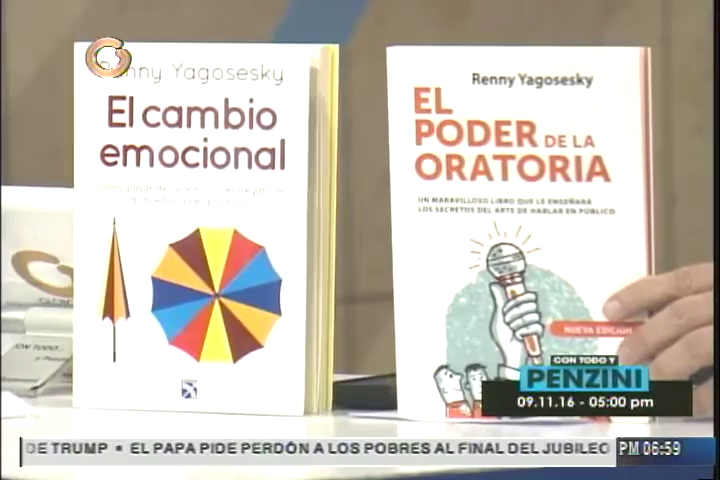 Renny Yagosesky
El cambio
emocional
Renny Yagosesky
EL
PODER DE LA
ORATORIA
UN MARAVILLOSO LIBRO QUE LE ENSEÑARÁ
LOS SECRETOS DEL ARTE DE HABLAR EN PÚBLICO
NUEVA EDICIÓN
CON TODO Y
PENZINI
09.11.16 - 05:00 pm
DE TRUMP • EL PAPA PIDE PERDÓN A LOS POBRES AL FINAL DEL JUBILEO
PM 06:59